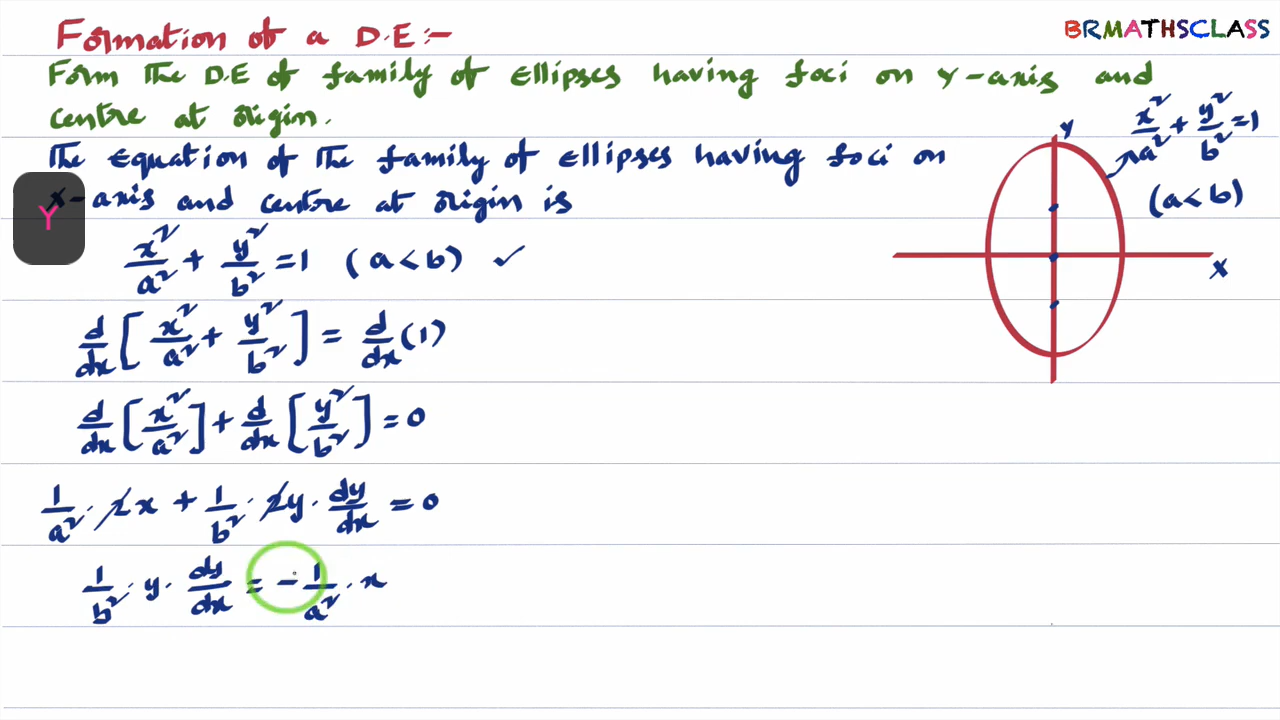 Formation of a D.E:-
BRMATHSCLASS
Form the D.E of family of ellipses having foci on Y-axis and
centre at origin.
The Equation of the family of ellipses having foci on
X-axis and centre at origin is
Y
x²/a² + y²/b² = 1 (a<b) ✓
d/dx [x²/a² + y²/b²] = d/dx (1)
d/dx [x²/a²] + d/dx [y²/b²] = 0
1/a² · 2x + 1/b² · 2y · dy/dx = 0
1/b² · y · dy/dx = - 1/a² · x
Y
x²/a² + y²/b² = 1
(a<b)
X